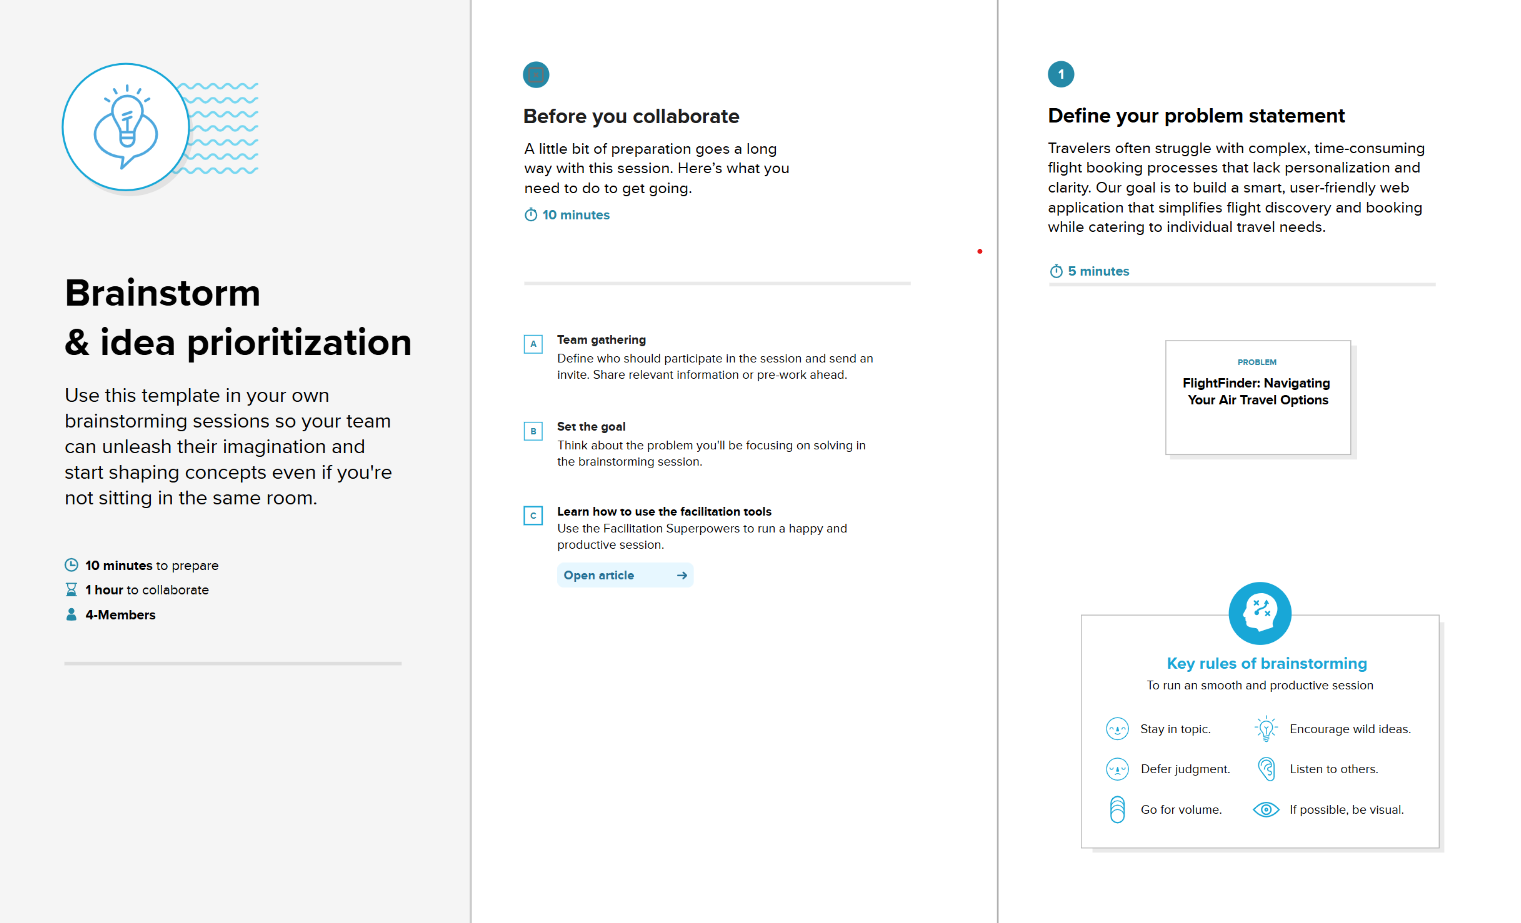 Brainstorm
& idea prioritization
Use this template in your own
brainstorming sessions so your team
can unleash their imagination and
start shaping concepts even if you're
not sitting in the same room.
10 minutes to prepare
1 hour to collaborate
4-Members
Before you collaborate
A little bit of preparation goes a long
way with this session. Here’s what you
need to do to get going.
10 minutes
A
Team gathering
Define who should participate in the session and send an
invite. Share relevant information or pre-work ahead.
B
Set the goal
Think about the problem you'll be focusing on solving in
the brainstorming session.
C
Learn how to use the facilitation tools
Use the Facilitation Superpowers to run a happy and
productive session.
Open article
1
Define your problem statement
Travelers often struggle with complex, time-consuming
flight booking processes that lack personalization and
clarity. Our goal is to build a smart, user-friendly web
application that simplifies flight discovery and booking
while catering to individual travel needs.
5 minutes
PROBLEM
FlightFinder: Navigating
Your Air Travel Options
Key rules of brainstorming
To run an smooth and productive session
Stay in topic.
Encourage wild ideas.
Defer judgment.
Listen to others.
Go for volume.
If possible, be visual.